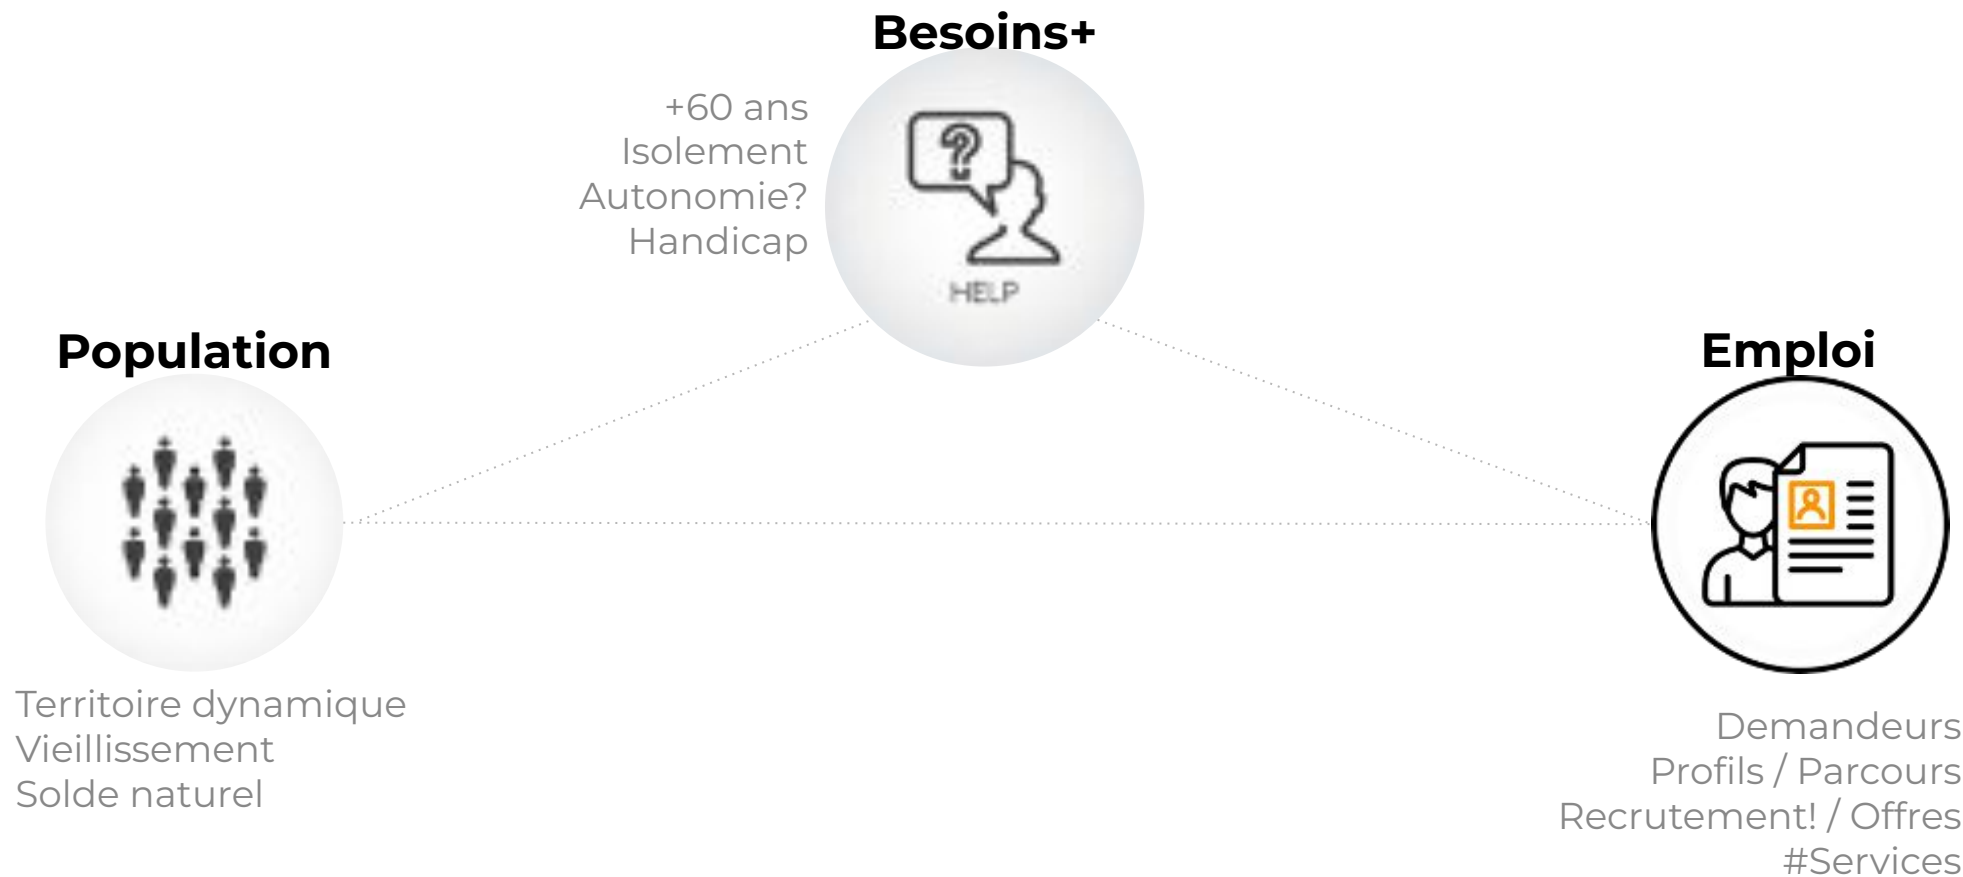 Besoins+
+60 ans
Isolement
Autonomie?
Handicap
HELP
Population
Territoire dynamique
Vieillissement
Solde naturel
Emploi
Demandeurs
Profils / Parcours
Recrutement! / Offres
#Services